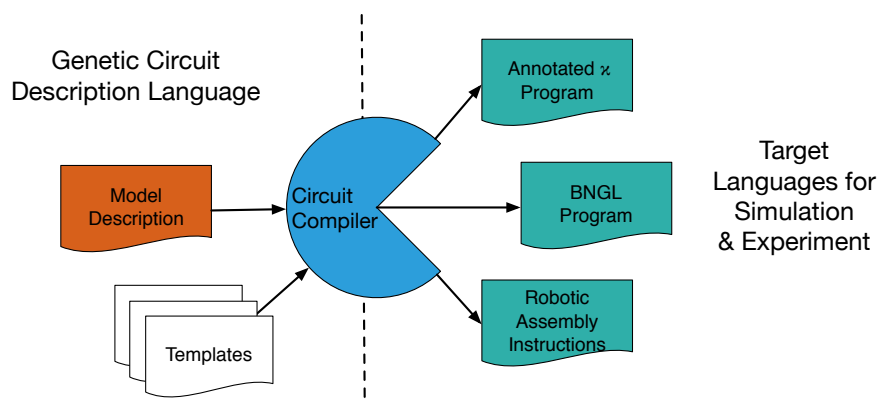 Genetic Circuit
Description Language
Model
Description
Templates
Circuit
Compiler
Annotated ϰ
Program
BNGL
Program
Robotic
Assembly
Instructions
Target
Languages for
Simulation
& Experiment